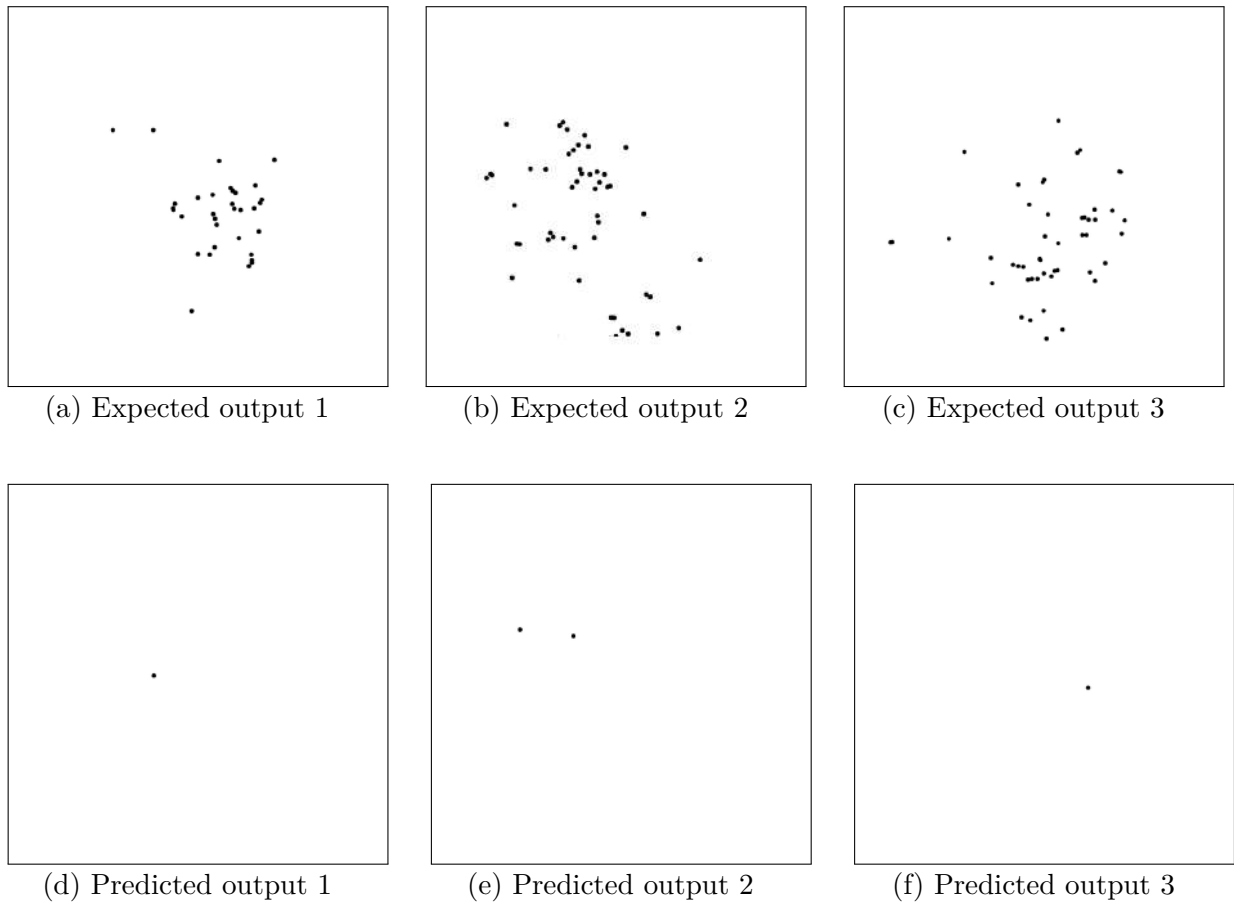 (a) Expected output 1
(b) Expected output 2
(c) Expected output 3
(d) Predicted output 1
(e) Predicted output 2
(f) Predicted output 3